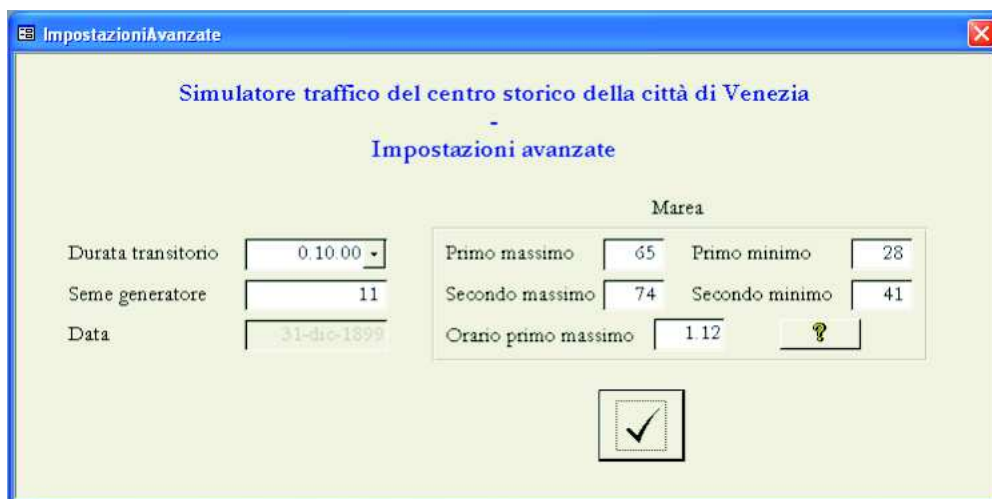 ImpostazioniAvanzate
Simulatore traffico del centro storico della città di Venezia
-
Impostazioni avanzate
Marea
Durata transitorio 0.10.00
Primo massimo 65 Primo minimo 28
Seme generatore 11
Secondo massimo 74 Secondo minimo 41
Data 31-dic-1899
Orario primo massimo 1.12 ?